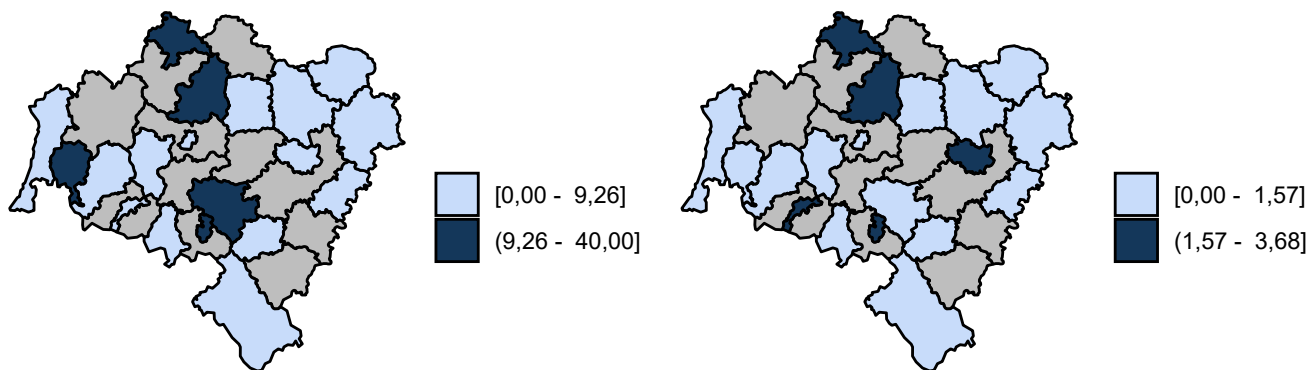 [0,00 - 9,26]
(9,26 - 40,00]
[0,00 - 1,57]
(1,57 - 3,68]